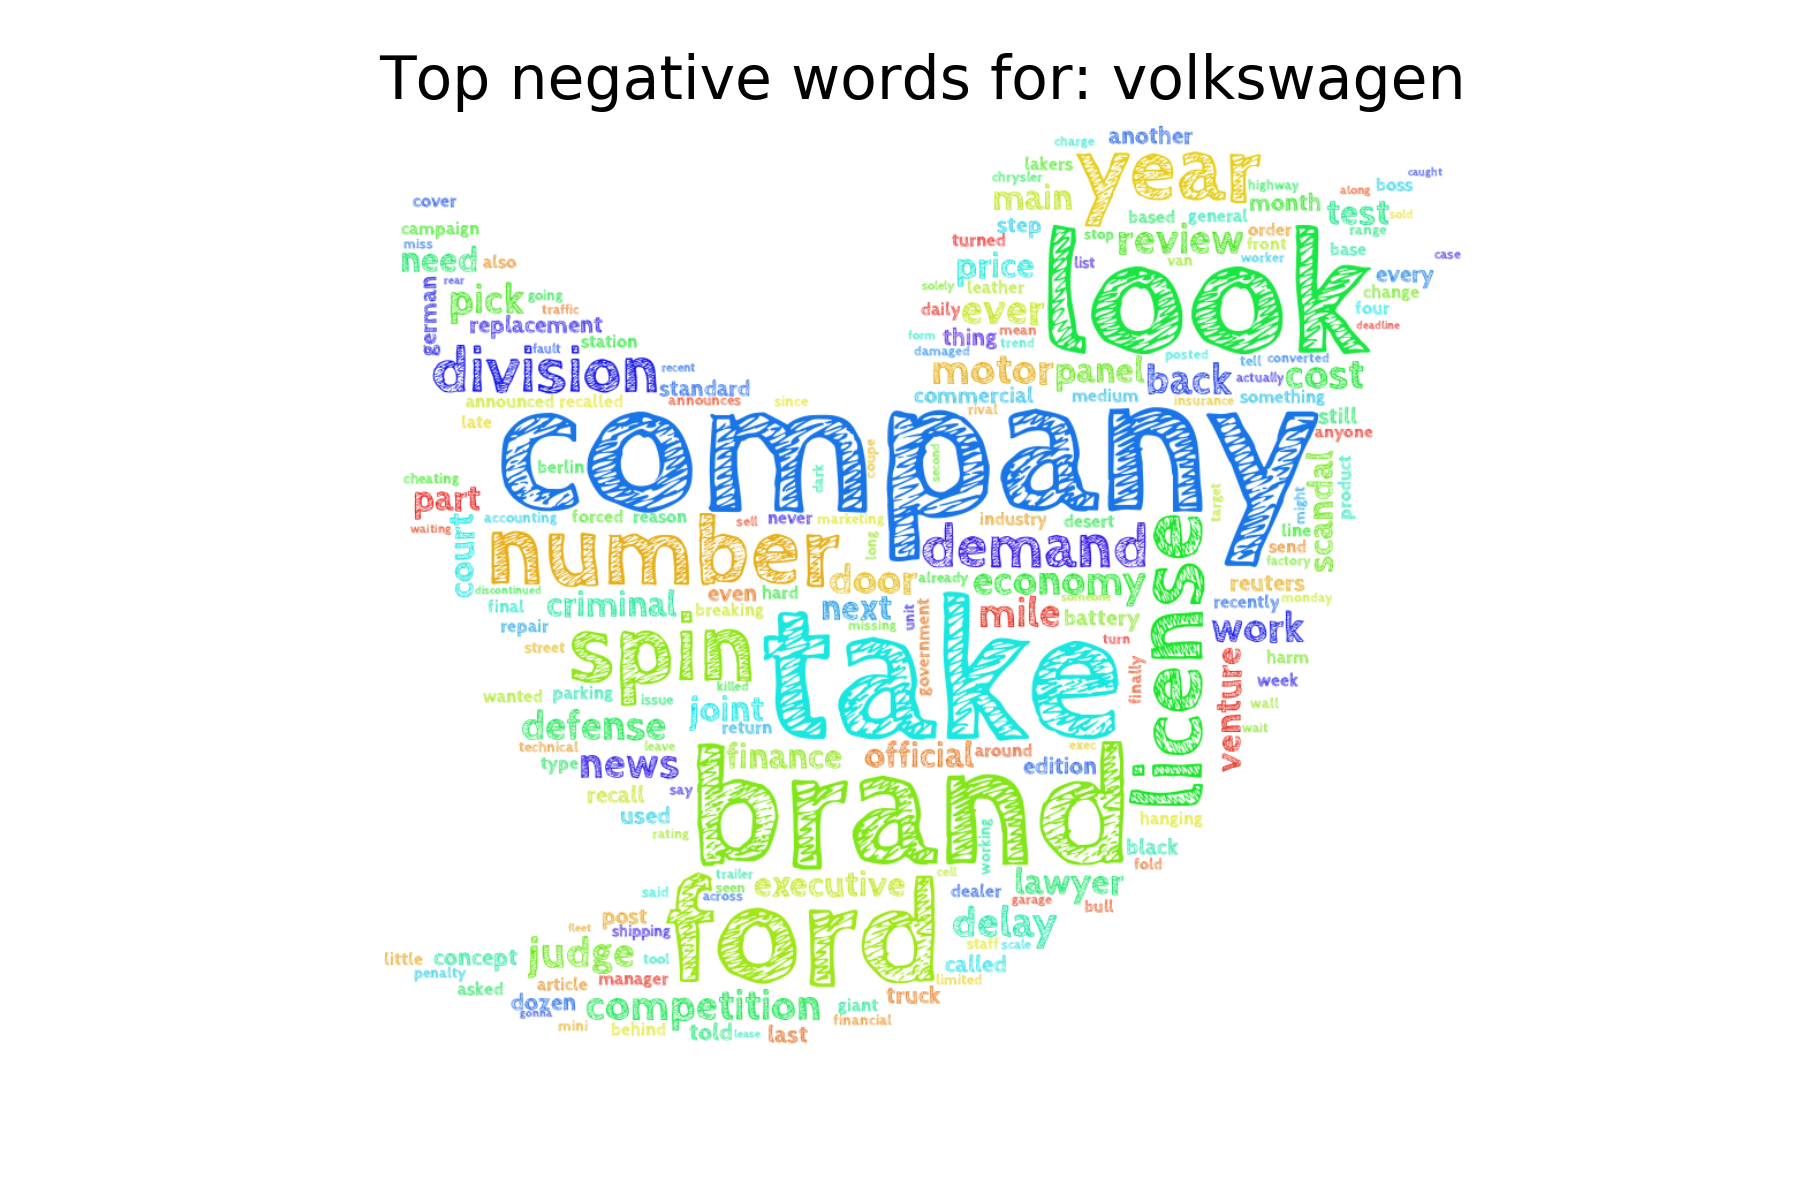 Top negative words for: volkswagen
charge
another
lakers
year
caught
chrysler
highway
along
boss
main
month
cover
step
based
general
test
sold
campaign
turned
stop
review
order
range
miss
front
base
need
also
price
list
van
worker
case
german
rear
pick
going
solely
leather
look
every
change
traffic
daily
ever
four
replacement
thing
mean
deadline
form
trend
station
division
fault
damaged
posted
tell
converted
recent
motor
panel
back
actually
cost
standard
commercial
medium
insurance
something
announced
recalled
announces
since
rival
still
late
company
anyone
berlin
dark
coupe
second
scandal
product
cheating
part
target
might
waiting
court
accounting
forced
reason
sell
never
marketing
industry
desert
line
number
long
demand
license
send
factory
discontinued
door
already
economy
reuters
final
criminal
even
hard
breaking
next
unit
government
mile
someone
battery
recently
monday
repair
spin
take
missing
turn
work
street
finally
venture
harm
killed
wanted
parking
issue
joint
week
return
wall
defense
wait
technical
leave
type
news
finance
official
around
exec
edition
recall
say
brand
used
hanging
rating
working
black
fold
trailer
said
seen
across
executive
cell
dealer
lawyer
garage
bull
post
fleet
shipping
ford
delay
staff
scale
little
concept
judge
tool
called
penalty
manager
limited
asked
article
truck
dozen
gonna
competition
giant
mini
behind
told
lease
last
financial